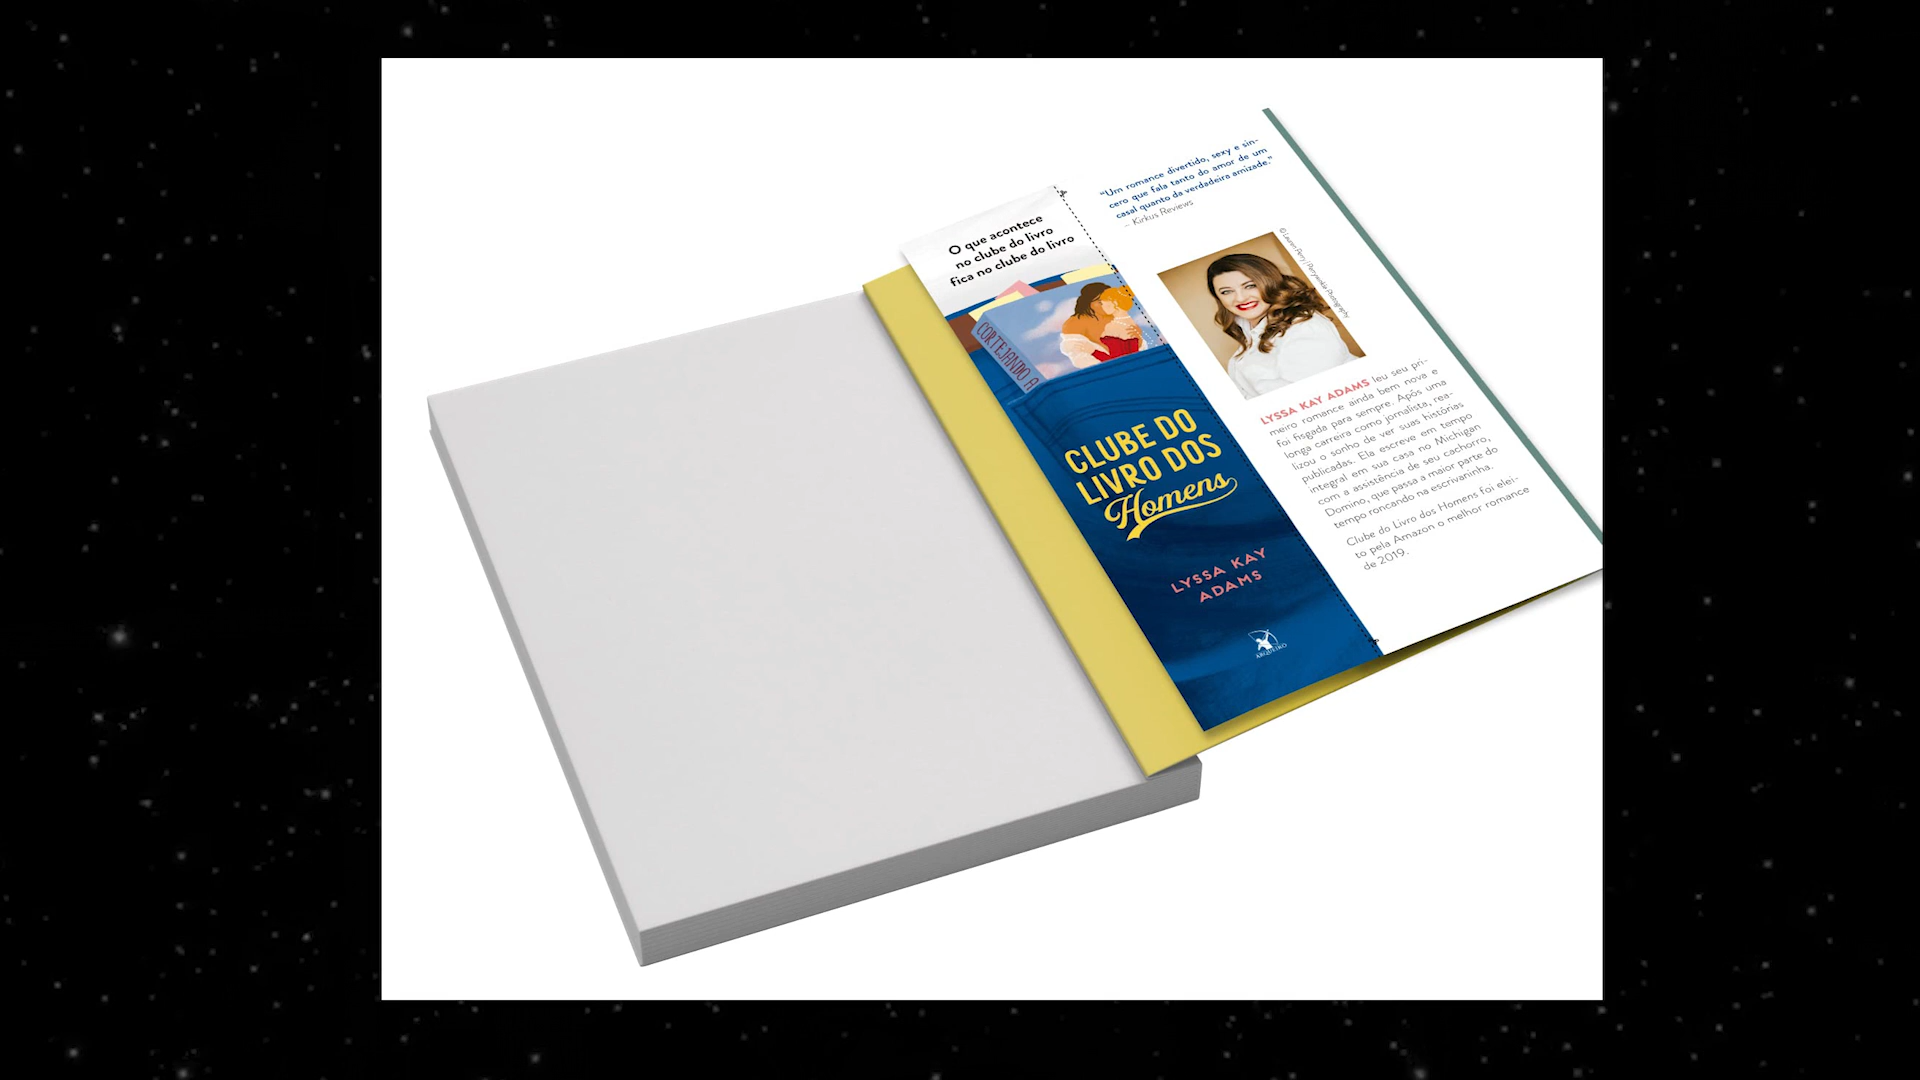 O que acontece
no clube do livro
fica no clube do livro
CORTEJANDO A
CLUBE DO
LIVRO DOS
Homens
LYSSA KAY
ADAMS
ARQUEIRO
“Um romance divertido, sexy e sin-
cero que fala tanto do amor de um
casal quanto da verdadeira amizade.”
– Kirkus Reviews
© Lauren Perry | Perrywinkle Photography
LYSSA KAY ADAMS leu seu pri-
meiro romance ainda bem nova e
foi fisgada para sempre. Após uma
longa carreira como jornalista, rea-
lizou o sonho de ver suas histórias
publicadas. Ela escreve em tempo
integral em sua casa no Michigan
com a assistência de seu cachorro,
Domino, que passa a maior parte do
tempo roncando na escrivaninha.
Clube do Livro dos Homens foi elei-
to pela Amazon o melhor romance
de 2019.